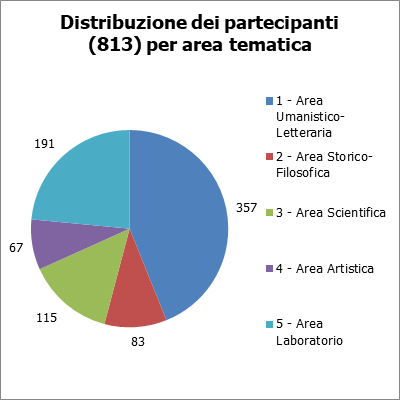 Distribuzione dei partecipanti
(813) per area tematica
191
357
67
115
83
1 - Area
Umanistico-
Letteraria
2 - Area Storico-
Filosofica
3 - Area Scientifica
4 - Area Artistica
5 - Area
Laboratorio